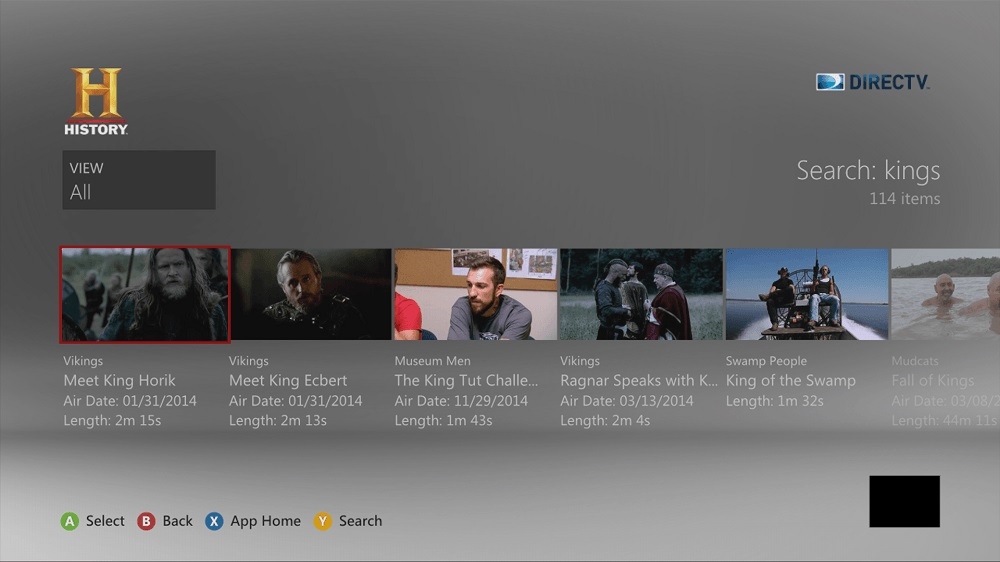 HISTORY.
DIRECTV
VIEW
All
Search: kings
114 items
Vikings
Meet King Horik
Air Date: 01/31/2014
Length: 2m 15s
Vikings
Meet King Ecbert
Air Date: 01/31/2014
Length: 2m 13s
Museum Men
The King Tut Challe...
Air Date: 11/29/2014
Length: 1m 43s
Vikings
Ragnar Speaks with K...
Air Date: 03/13/2014
Length: 2m 4s
Swamp People
King of the Swamp
Length: 1m 32s
Mudcats
Fall of Kings
Air Date: 03/08/2
Length: 44m 11s
A Select B Back X App Home Y Search